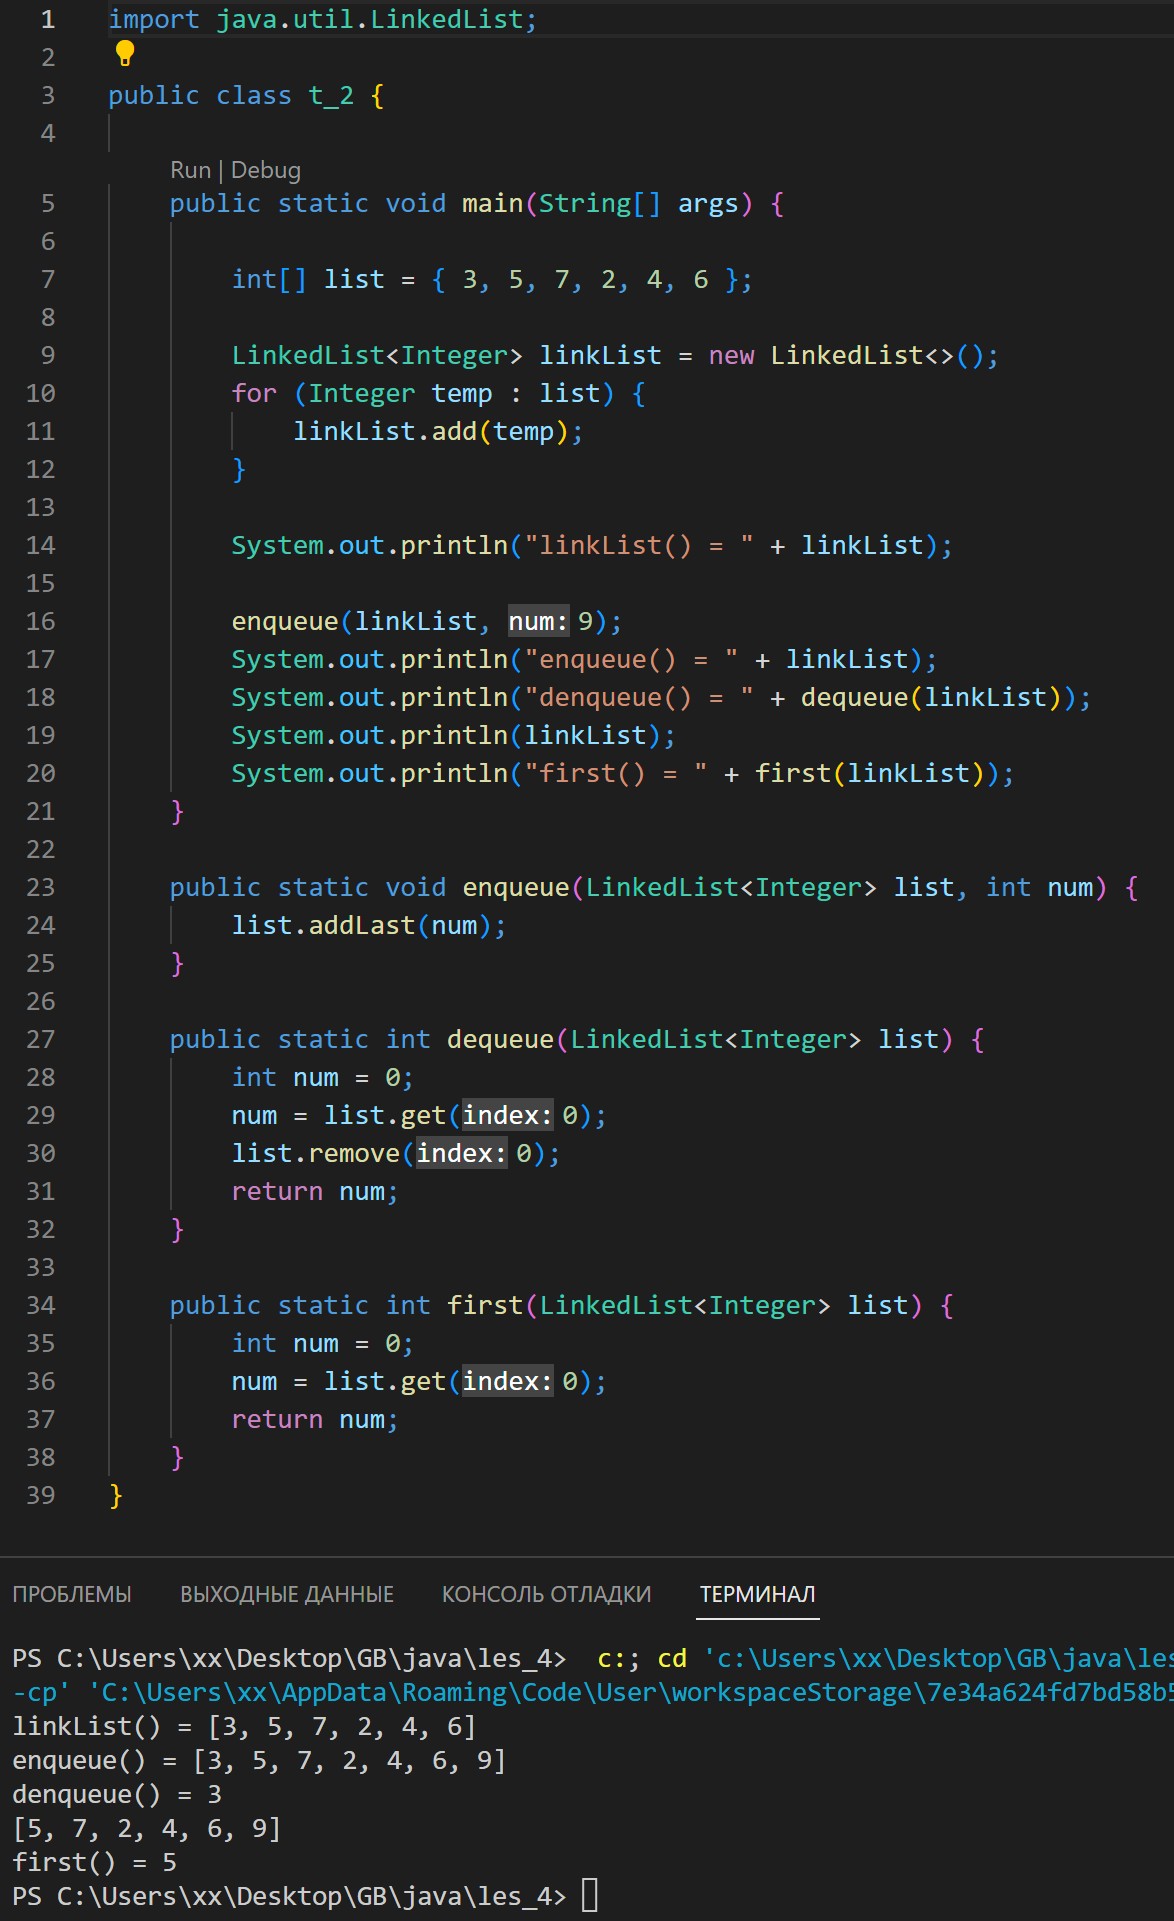 1 import java.util.LinkedList;
2
3 public class t_2 {
4
Run | Debug
5 public static void main(String[] args) {
6
7 int[] list = { 3, 5, 7, 2, 4, 6 };
8
9 LinkedList<Integer> linkList = new LinkedList<>();
10 for (Integer temp : list) {
11 linkList.add(temp);
12 }
13
14 System.out.println("linkList() = " + linkList);
15
16 enqueue(linkList, num: 9);
17 System.out.println("enqueue() = " + linkList);
18 System.out.println("denqueue() = " + dequeue(linkList));
19 System.out.println(linkList);
20 System.out.println("first() = " + first(linkList));
21 }
22
23 public static void enqueue(LinkedList<Integer> list, int num) {
24 list.addLast(num);
25 }
26
27 public static int dequeue(LinkedList<Integer> list) {
28 int num = 0;
29 num = list.get(index: 0);
30 list.remove(index: 0);
31 return num;
32 }
33
34 public static int first(LinkedList<Integer> list) {
35 int num = 0;
36 num = list.get(index: 0);
37 return num;
38 }
39 }
ПРОБЛЕМЫ ВЫХОДНЫЕ ДАННЫЕ КОНСОЛЬ ОТЛАДКИ ТЕРМИНАЛ
PS C:\Users\xx\Desktop\GB\java\les_4> c:; cd 'c:\Users\xx\Desktop\GB\java\les
-cp' 'C:\Users\xx\AppData\Roaming\Code\User\workspaceStorage\7e34a624fd7bd58b5
linkList() = [3, 5, 7, 2, 4, 6]
enqueue() = [3, 5, 7, 2, 4, 6, 9]
denqueue() = 3
[5, 7, 2, 4, 6, 9]
first() = 5
PS C:\Users\xx\Desktop\GB\java\les_4>